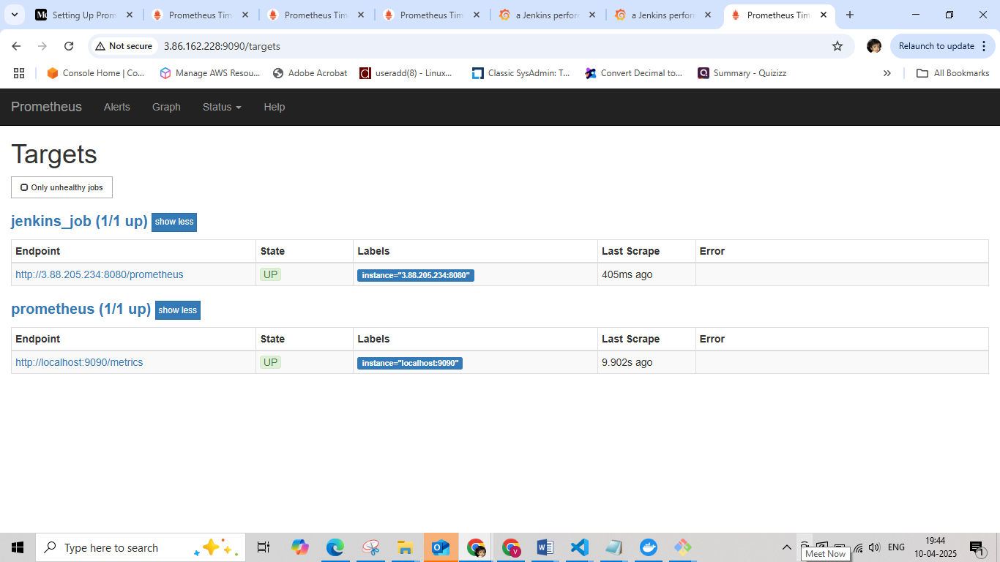 Setting Up Prom
Prometheus Tim
Prometheus Tim
Prometheus Tim
a Jenkins perfor
a Jenkins perfor
Prometheus Tim
Not secure
3.86.162.228:9090/targets
Relaunch to update
Console Home | Co...
Manage AWS Resou...
Adobe Acrobat
useradd(8) - Linux...
Classic SysAdmin: T...
Convert Decimal to...
Summary - Quizizz
All Bookmarks
Prometheus
Alerts
Graph
Status
Help
Targets
Only unhealthy jobs
jenkins_job (1/1 up) show less
Endpoint State Labels Last Scrape Error
http://3.88.205.234:8080/prometheus UP instance="3.88.205.234:8080" 405ms ago
prometheus (1/1 up) show less
Endpoint State Labels Last Scrape Error
http://localhost:9090/metrics UP instance="localhost:9090" 9.902s ago
Type here to search
ENG
19:44
10-04-2025
1
Meet Now